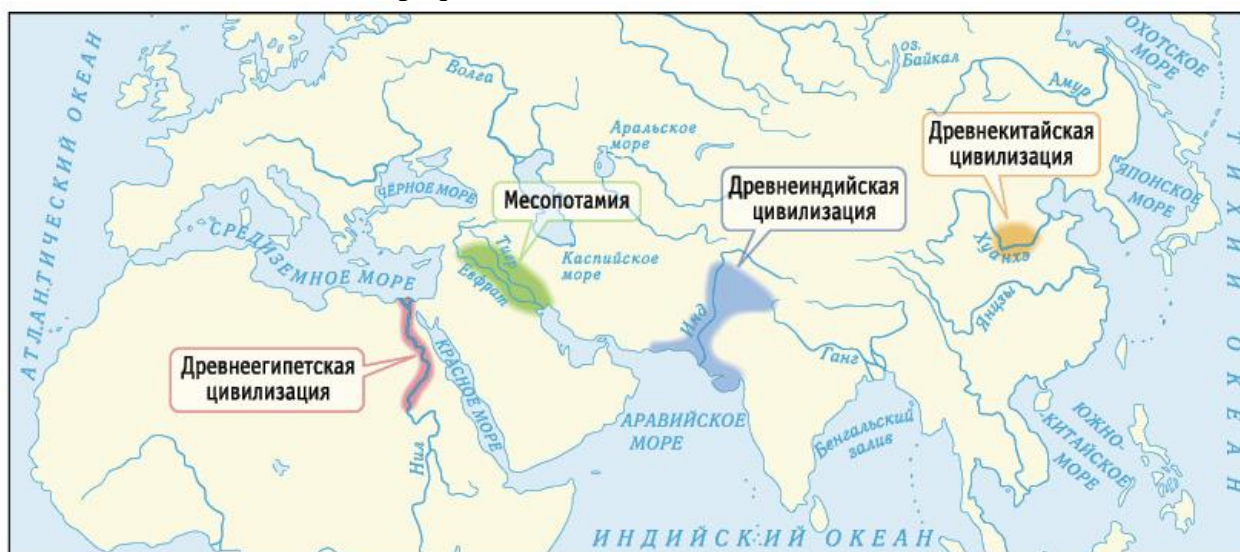 АТЛАНТИЧЕСКИЙ ОКЕАН
Волга
оз.
Байкал
Амур
ОХОТСКОЕ
МОРЕ
Аральское
море
Древнекитайская
цивилизация
ЧЁРНОЕ МОРЕ
Месопотамия
Древнеиндийская
цивилизация
ЯПОНСКОЕ
МОРЕ
ТИХИЙ ОКЕАН
СРЕДИЗЕМНОЕ МОРЕ
Тигр
Евфрат
Каспийское
море
Хуанхэ
Янцзы
Инд
Ганг
Древнеегипетская
цивилизация
КРАСНОЕ МОРЕ
Нил
АРАВИЙСКОЕ
МОРЕ
Бенгальский
залив
ЮЖНО-
КИТАЙСКОЕ
МОРЕ
ИНДИЙСКИЙ ОКЕАН